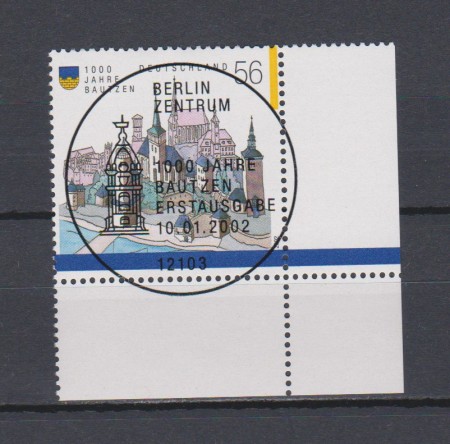 1000
JAHRE
BAUTZEN
DEUTSCHLAND
56
BERLIN
ZENTRUM
1000 JAHRE
BAUTZEN
ERSTAUSGABE
10.01.2002
12103